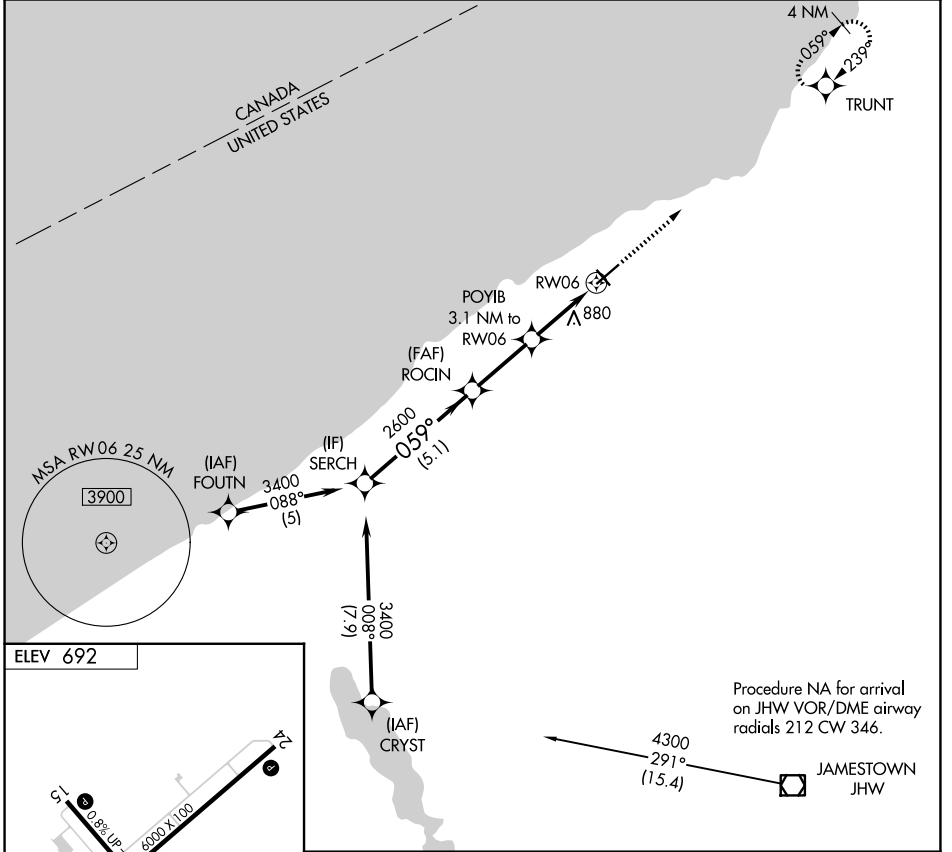 4 NM
059°
239°
TRUNT
CANADA
UNITED STATES
RW06
880
POYIB
3.1 NM to
RW06
(FAF)
ROCIN
2600
059°
(5.1)
(IF)
SERCH
MSA RW06 25 NM
3900
(IAF)
FOUTN
3400
088°
(5)
3400
008°
(7.9)
(IAF)
CRYST
Procedure NA for arrival
on JHW VOR/DME airway
radials 212 CW 346.
4300
291°
(15.4)
JAMESTOWN
JHW
ELEV 692
24
P
15
P
0.8% UP
6000 X 100